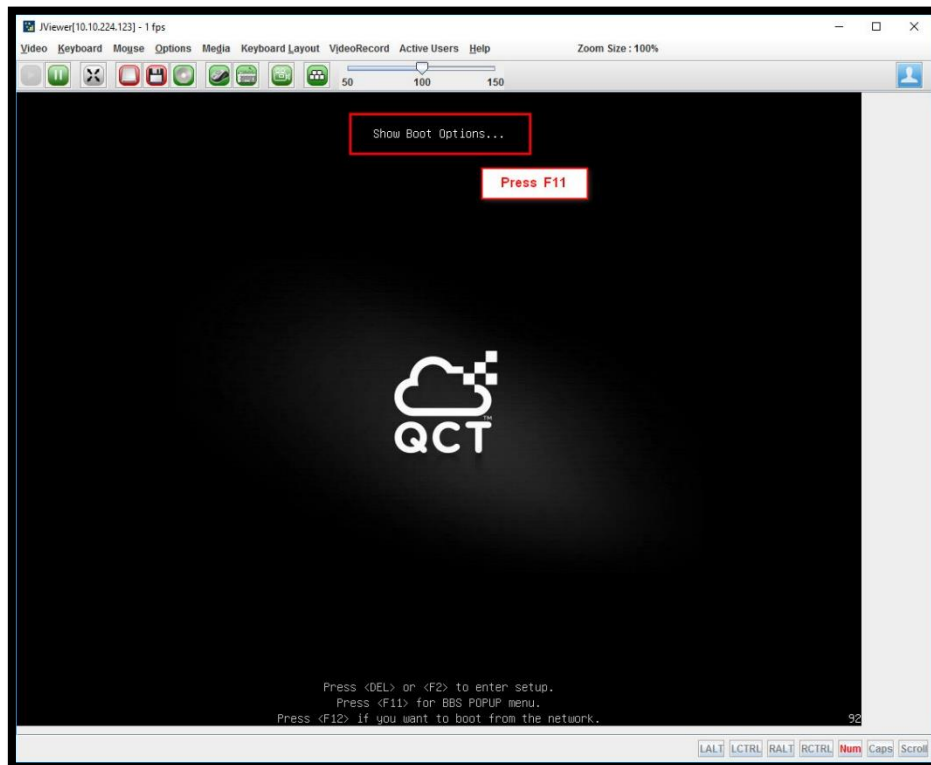 JViewer[10.10.224.123] - 1 fps
Video Keyboard Mouse Options Media Keyboard Layout VideoRecord Active Users Help Zoom Size : 100%
50 100 150
Show Boot Options...
Press F11
QCT™
Press <DEL> or <F2> to enter setup.
Press <F11> for BBS POPUP menu.
Press <F12> if you want to boot from the network.
92
LALT LCTRL RALT RCTRL Num Caps Scroll